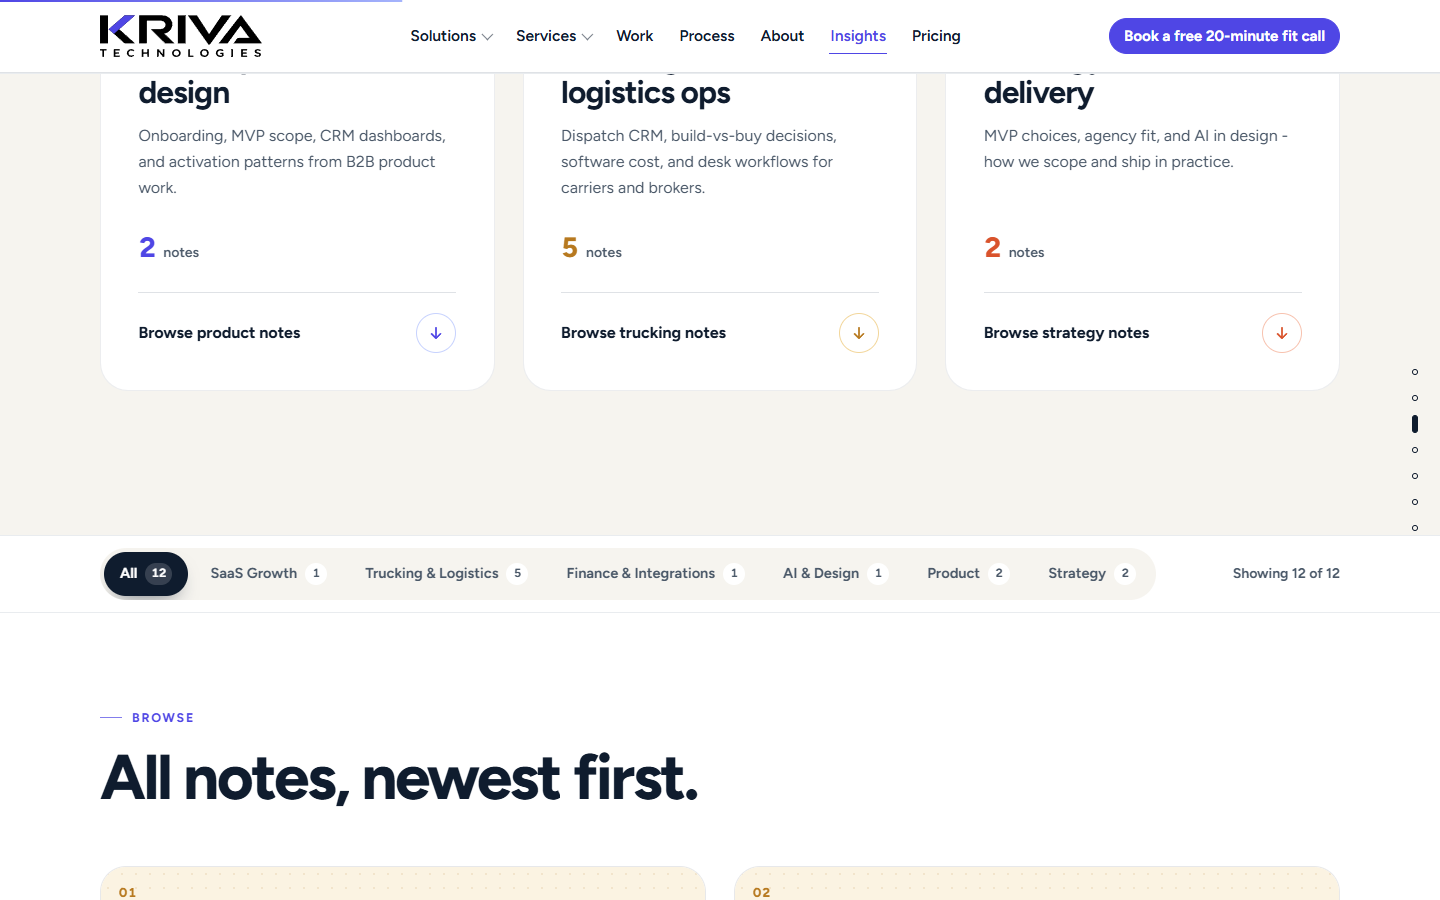 KRIVA
TECHNOLOGIES
Solutions
Services
Work
Process
About
Insights
Pricing
Book a free 20-minute fit call
design
Onboarding, MVP scope, CRM dashboards,
and activation patterns from B2B product
work.
2 notes
Browse product notes
logistics ops
Dispatch CRM, build-vs-buy decisions,
software cost, and desk workflows for
carriers and brokers.
5 notes
Browse trucking notes
delivery
MVP choices, agency fit, and AI in design -
how we scope and ship in practice.
2 notes
Browse strategy notes
All 12
SaaS Growth 1
Trucking & Logistics 5
Finance & Integrations 1
AI & Design 1
Product 2
Strategy 2
Showing 12 of 12
BROWSE
All notes, newest first.
01
02